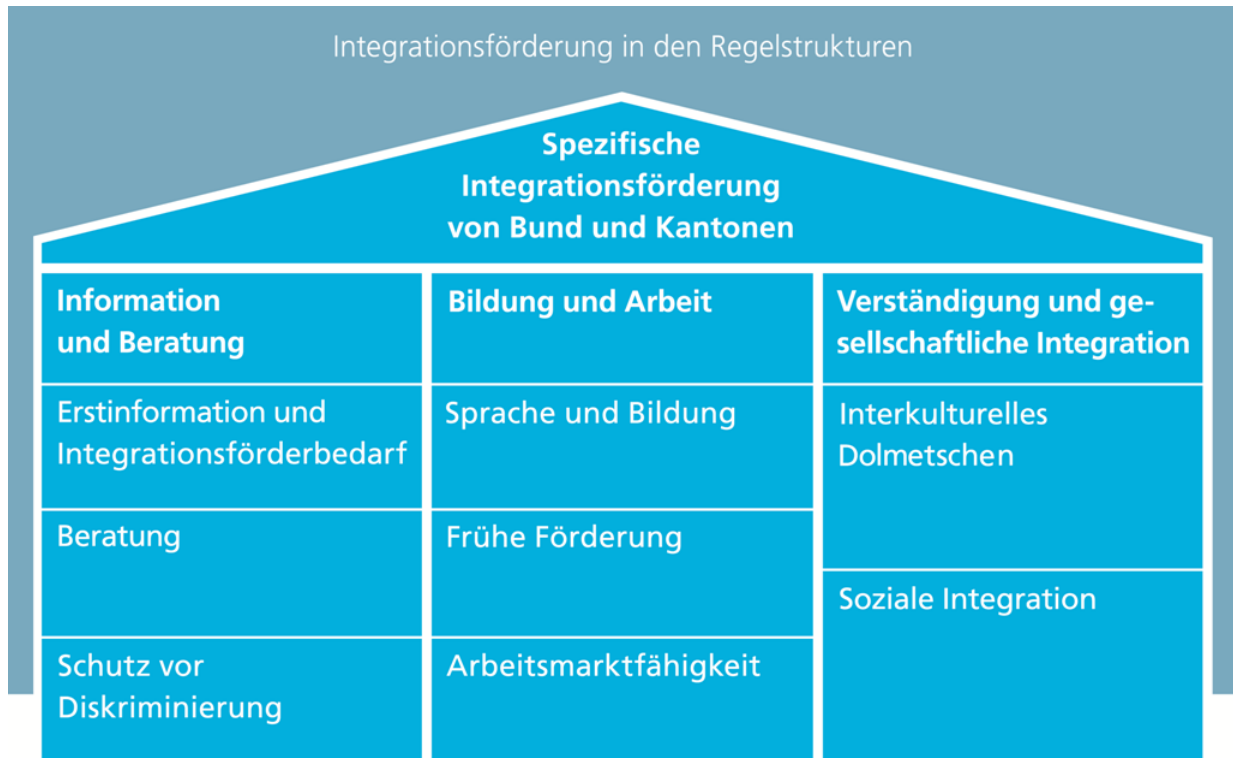 Integrationsförderung in den Regelstrukturen
Spezifische
Integrationsförderung
von Bund und Kantonen
Information
und Beratung
Erstinformation und
Integrationsförderbedarf
Beratung
Schutz vor
Diskriminierung
Bildung und Arbeit
Sprache und Bildung
Frühe Förderung
Arbeitsmarktfähigkeit
Verständigung und ge-
sellschaftliche Integration
Interkulturelles
Dolmetschen
Soziale Integration